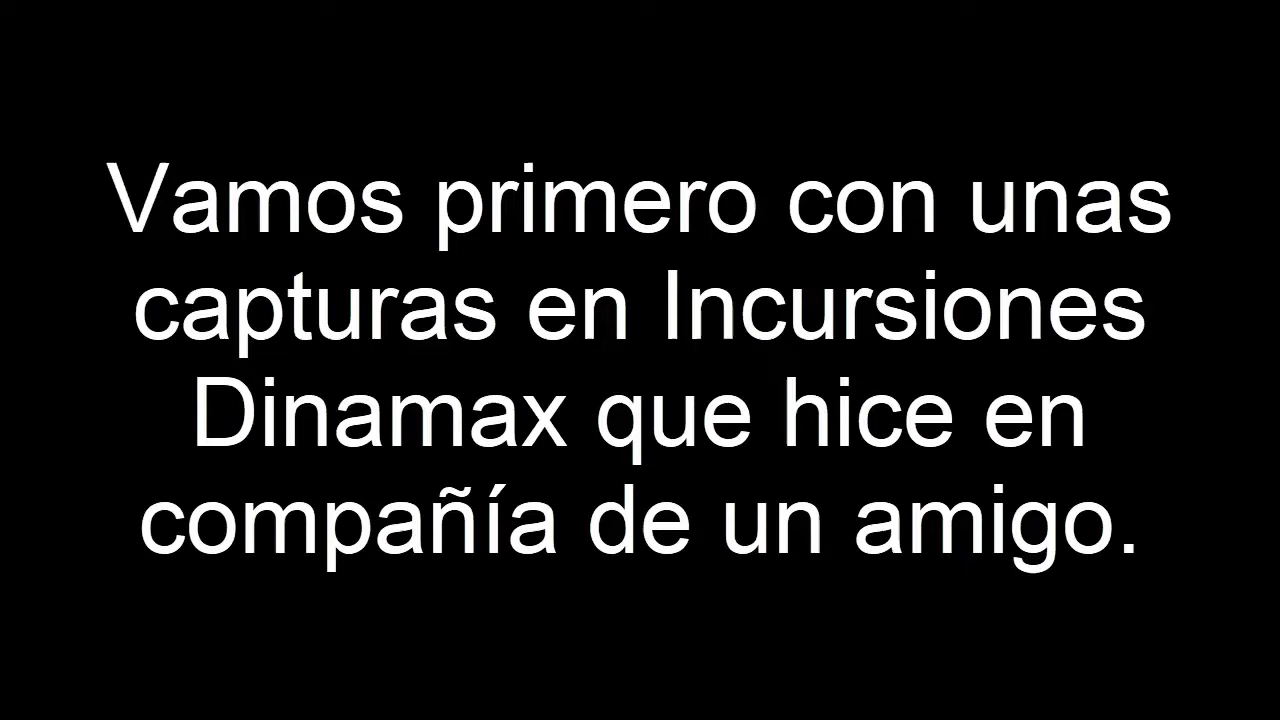 Vamos primero con unas
capturas en Incursiones
Dinamax que hice en
compañía de un amigo.